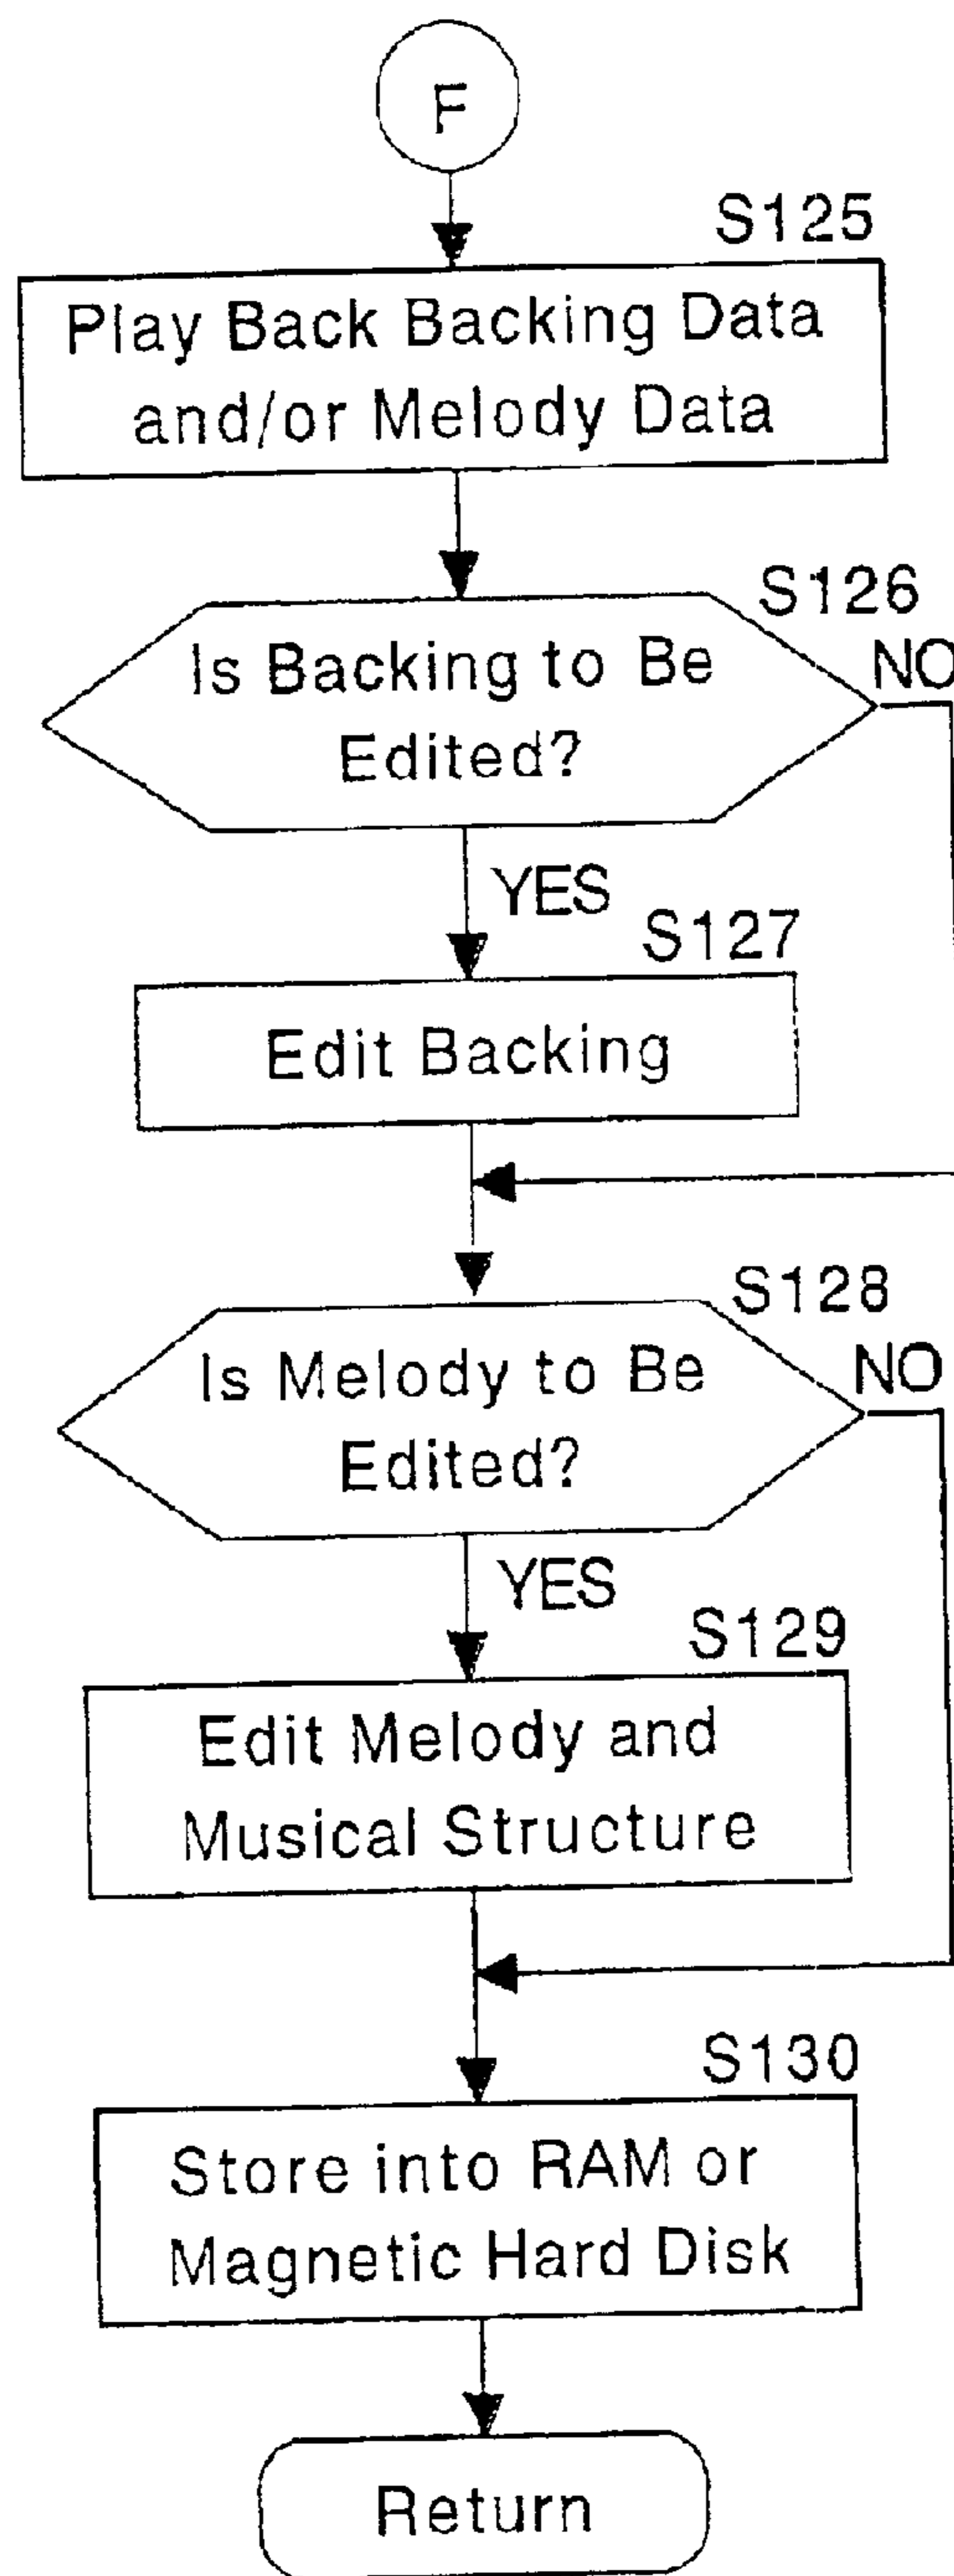 F
S125
Play Back Backing Data
and/or Melody Data
S126
Is Backing to Be
Edited?
NO
YES
S127
Edit Backing
S128
Is Melody to Be
Edited?
NO
YES
S129
Edit Melody and
Musical Structure
S130
Store into RAM or
Magnetic Hard Disk
Return